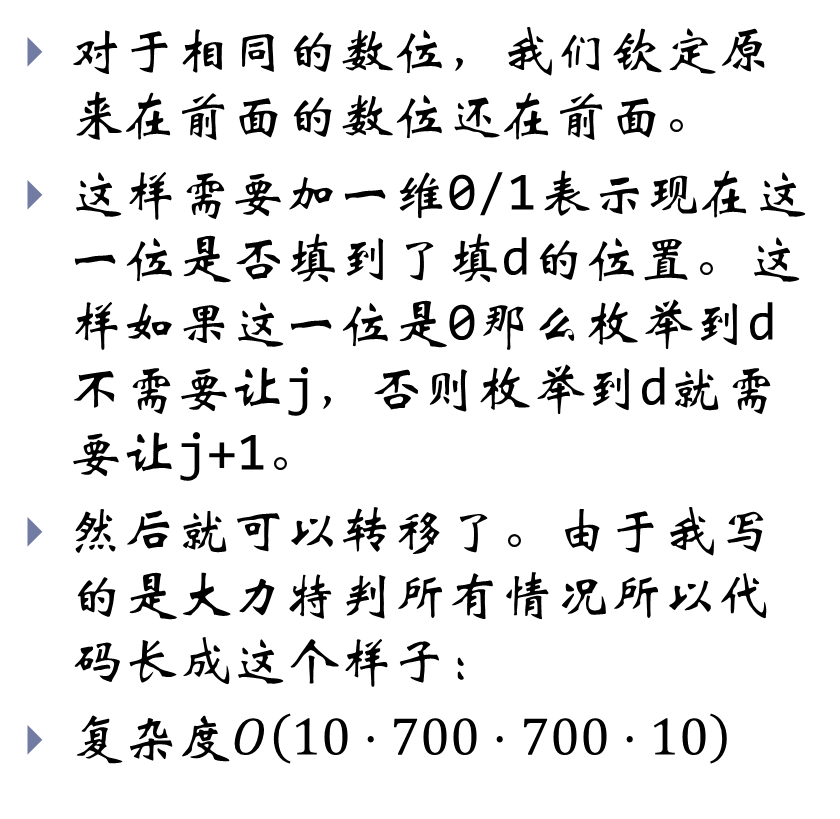 对于相同的数位，我们钦定原
来在前面的数位还在前面。
这样需要加一维0/1表示现在这
一位是否填到了填d的位置。这
样如果这一位是0那么枚举到d
不需要让j，否则枚举到d就需
要让j+1。
然后就可以转移了。由于我写
的是大力特判所有情况所以代
码长成这个样子：
复杂度O(10·700·700·10)